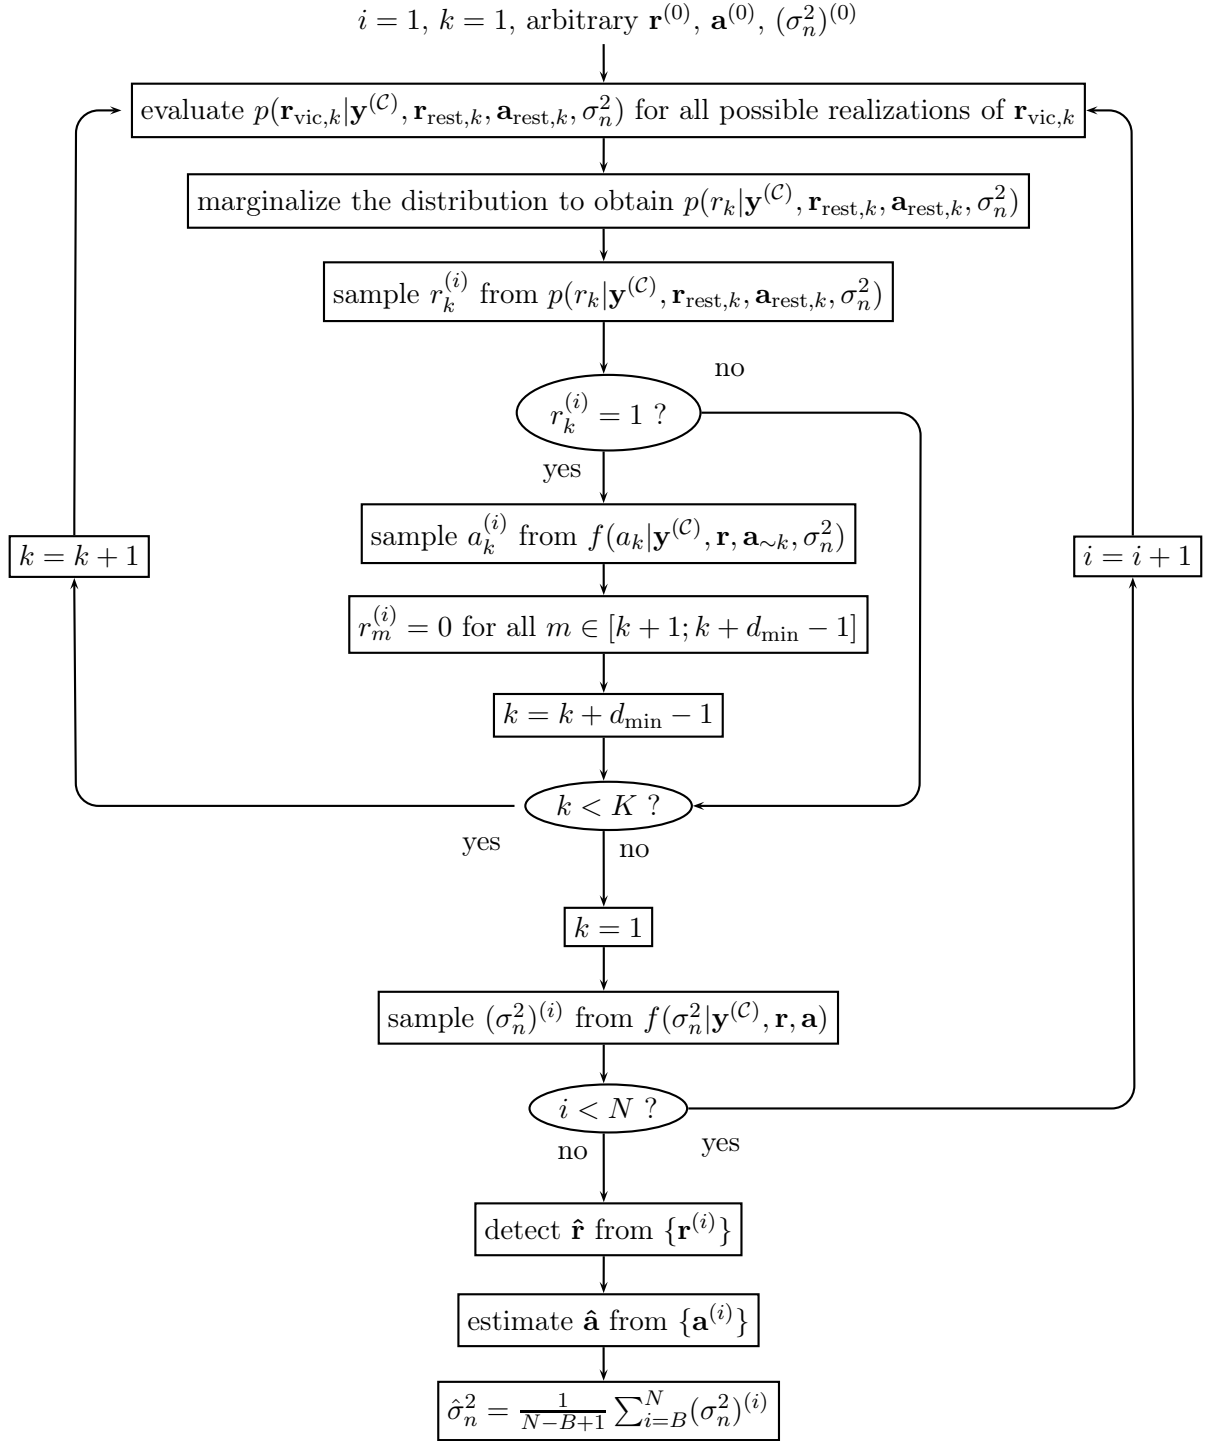 i = 1, k = 1, arbitrary 𝐫^(0), 𝐚^(0), (σ_n^2)^(0)
evaluate p(𝐫_vic,k|𝐲^(𝒞), 𝐫_rest,k, 𝐚_rest,k, σ_n^2) for all possible realizations of 𝐫_vic,k
marginalize the distribution to obtain p(r_k|𝐲^(𝒞), 𝐫_rest,k, 𝐚_rest,k, σ_n^2)
sample r_k^(i) from p(r_k|𝐲^(𝒞), 𝐫_rest,k, 𝐚_rest,k, σ_n^2)
no
r_k^(i) = 1 ?
yes
sample a_k^(i) from f(a_k|𝐲^(𝒞), 𝐫, 𝐚_∼k, σ_n^2)
k = k + 1
i = i + 1
r_m^(i) = 0 for all m ∈ [k + 1; k + d_min − 1]
k = k + d_min − 1
k < K ?
yes
no
k = 1
sample (σ_n^2)^(i) from f(σ_n^2|𝐲^(𝒞), 𝐫, 𝐚)
i < N ?
no
yes
detect 𝐫̂ from {𝐫^(i)}
estimate 𝐚̂ from {𝐚^(i)}
σ̂_n^2 = 1/(N−B+1) ∑_{i=B}^{N} (σ_n^2)^(i)